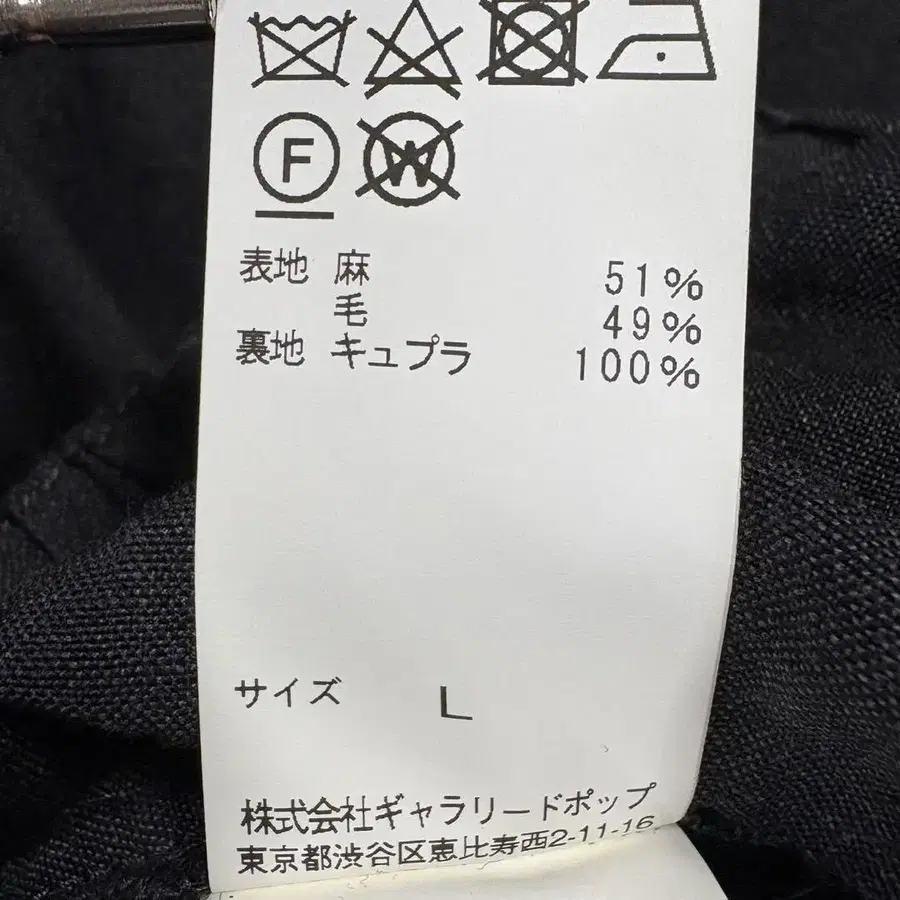 F W
表地 麻 51%
毛 49%
裏地 キュプラ 100%
サイズ L
株式会社ギャラリードポップ
東京都渋谷区恵比寿西2-11-16